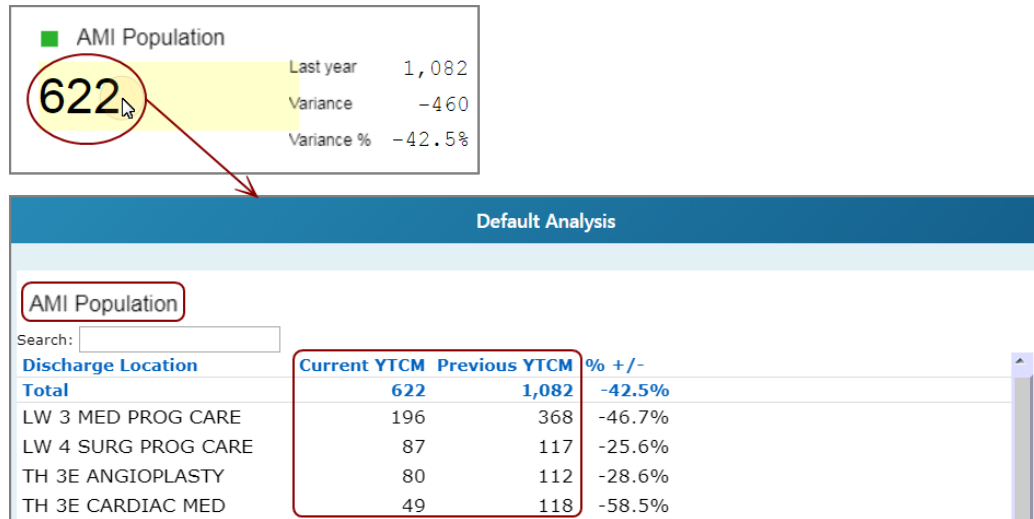 AMI Population
622
Last year 1,082
Variance -460
Variance % -42.5%
Default Analysis
AMI Population
Search:
Discharge Location Current YTCM Previous YTCM % +/-
Total 622 1,082 -42.5%
LW 3 MED PROG CARE 196 368 -46.7%
LW 4 SURG PROG CARE 87 117 -25.6%
TH 3E ANGIOPLASTY 80 112 -28.6%
TH 3E CARDIAC MED 49 118 -58.5%